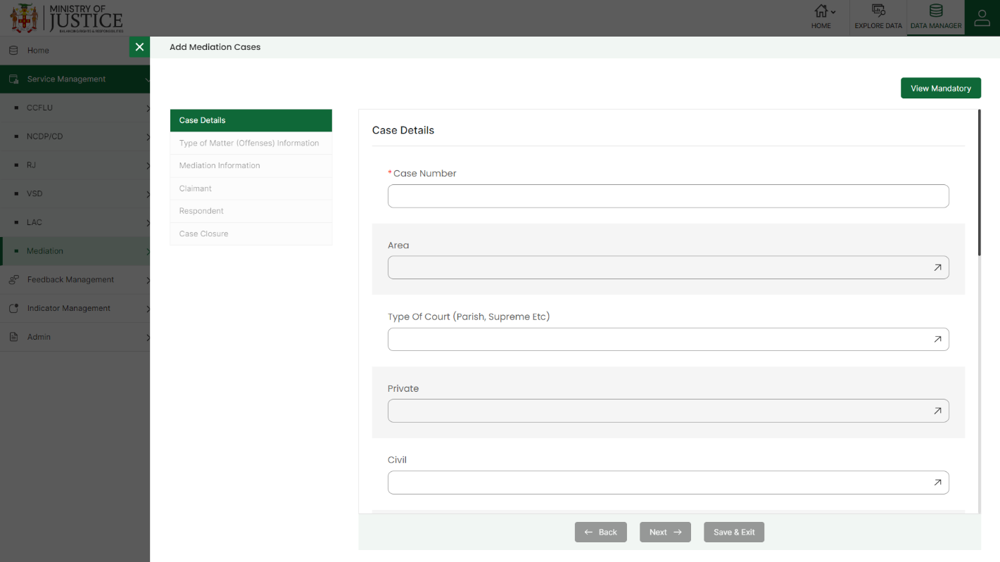 MINISTRY OF
JUSTICE
BALANCING RIGHTS & RESPONSIBILITIES
HOME
EXPLORE DATA
DATA MANAGER
Home
Service Management
CCFLU
NCDP/CD
RJ
VSD
LAC
Mediation
Feedback Management
Indicator Management
Admin
Add Mediation Cases
View Mandatory
Case Details
Type of Matter (Offenses) Information
Mediation Information
Claimant
Respondent
Case Closure
Case Details
* Case Number
Area
Type Of Court (Parish, Supreme Etc)
Private
Civil
Back
Next
Save & Exit